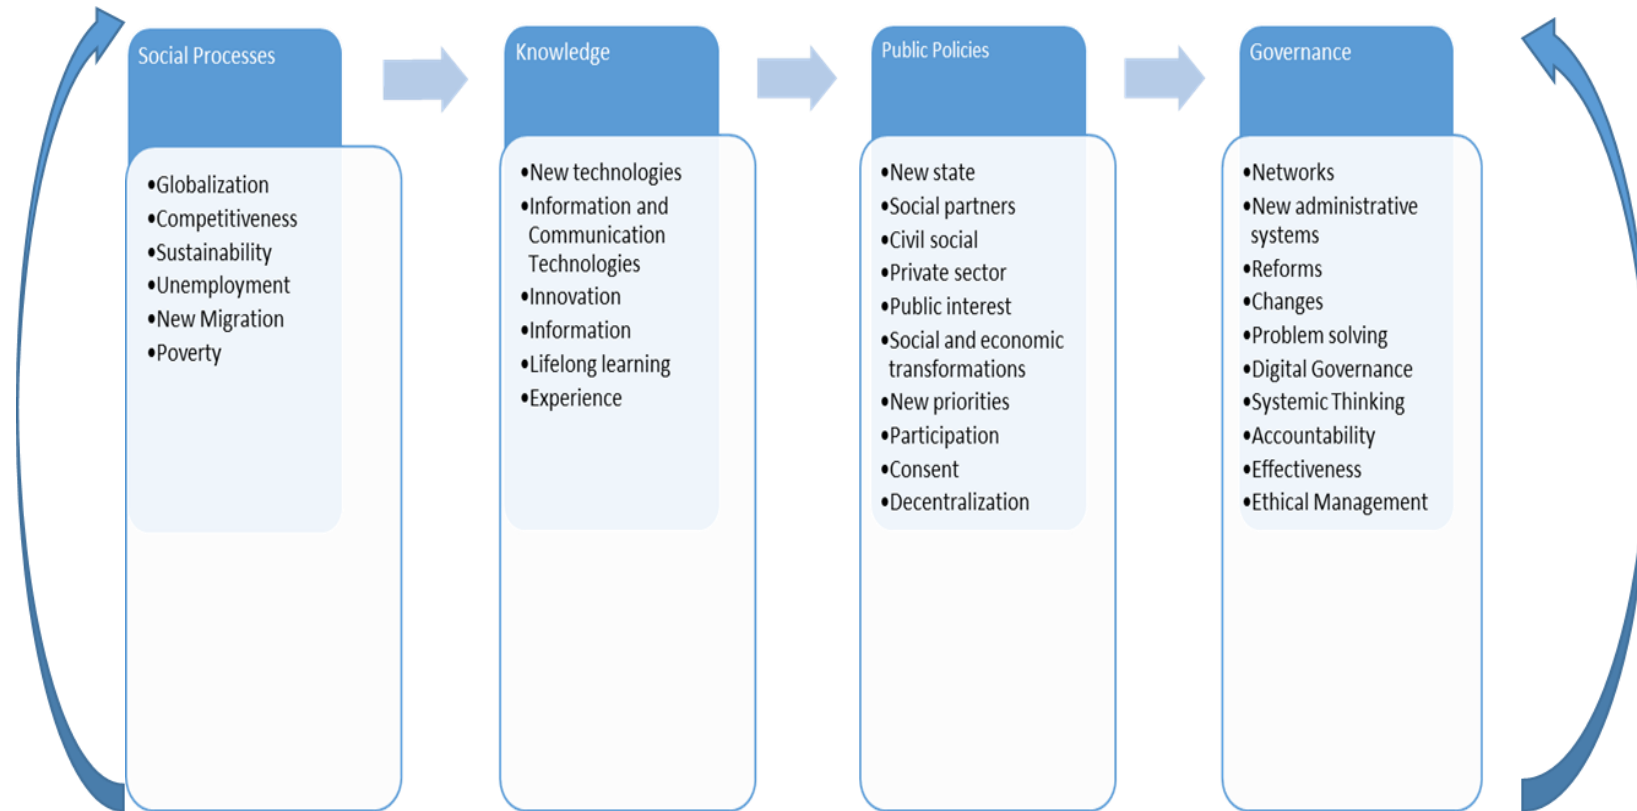 Social Processes
•Globalization
•Competitiveness
•Sustainability
•Unemployment
•New Migration
•Poverty
Knowledge
•New technologies
•Information and
Communication
Technologies
•Innovation
•Information
•Lifelong learning
•Experience
Public Policies
•New state
•Social partners
•Civil social
•Private sector
•Public interest
•Social and economic
transformations
•New priorities
•Participation
•Consent
•Decentralization
Governance
•Networks
•New administrative
systems
•Reforms
•Changes
•Problem solving
•Digital Governance
•Systemic Thinking
•Accountability
•Effectiveness
•Ethical Management